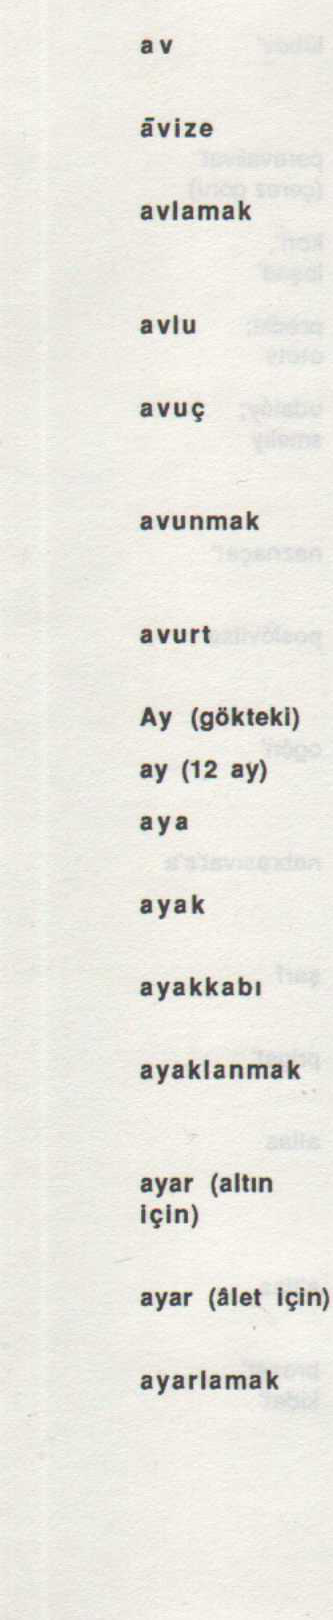 av
āvize
avlamak
avlu
avuç
avunmak
avurt
Ay (gökteki)
ay (12 ay)
aya
ayak
ayakkabı
ayaklanmak
ayar (altın
için)
ayar (âlet için)
ayarlamak